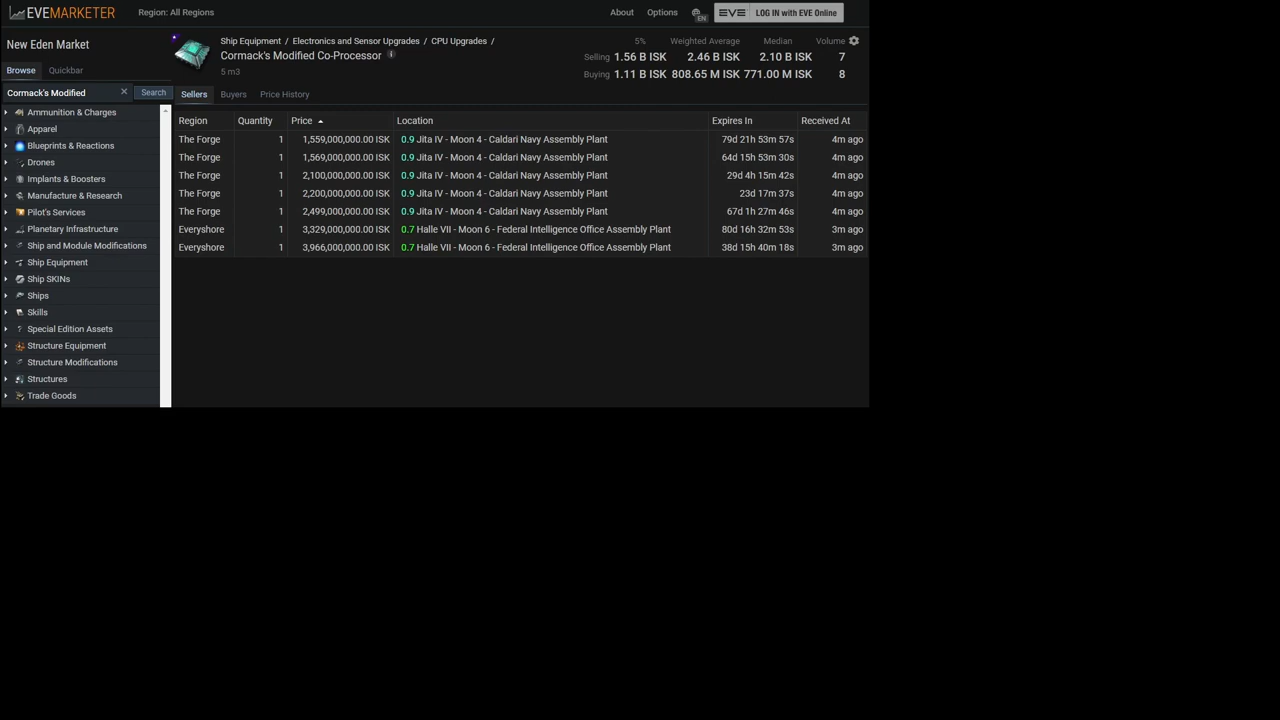 EVEMARKETER Region: All Regions About Options EN EVE LOG IN with EVE Online
New Eden Market
Browse Quickbar
Cormack's Modified × Search
Ammunition & Charges
Apparel
Blueprints & Reactions
Drones
Implants & Boosters
Manufacture & Research
Pilot's Services
Planetary Infrastructure
Ship and Module Modifications
Ship Equipment
Ship SKINs
Ships
Skills
Special Edition Assets
Structure Equipment
Structure Modifications
Structures
Trade Goods
Ship Equipment / Electronics and Sensor Upgrades / CPU Upgrades /
Cormack's Modified Co-Processor
5 m3
5% Weighted Average Median Volume
Selling 1.56 B ISK 2.46 B ISK 2.10 B ISK 7
Buying 1.11 B ISK 808.65 M ISK 771.00 M ISK 8
Sellers Buyers Price History
Region Quantity Price Location Expires In Received At
The Forge 1 1,559,000,000.00 ISK 0.9 Jita IV - Moon 4 - Caldari Navy Assembly Plant 79d 21h 53m 57s 4m ago
The Forge 1 1,569,000,000.00 ISK 0.9 Jita IV - Moon 4 - Caldari Navy Assembly Plant 64d 15h 53m 30s 4m ago
The Forge 1 2,100,000,000.00 ISK 0.9 Jita IV - Moon 4 - Caldari Navy Assembly Plant 29d 4h 15m 42s 4m ago
The Forge 1 2,200,000,000.00 ISK 0.9 Jita IV - Moon 4 - Caldari Navy Assembly Plant 23d 17m 37s 4m ago
The Forge 1 2,499,000,000.00 ISK 0.9 Jita IV - Moon 4 - Caldari Navy Assembly Plant 67d 1h 27m 46s 4m ago
Everyshore 1 3,329,000,000.00 ISK 0.7 Halle VII - Moon 6 - Federal Intelligence Office Assembly Plant 80d 16h 32m 53s 3m ago
Everyshore 1 3,966,000,000.00 ISK 0.7 Halle VII - Moon 6 - Federal Intelligence Office Assembly Plant 38d 15h 40m 18s 3m ago